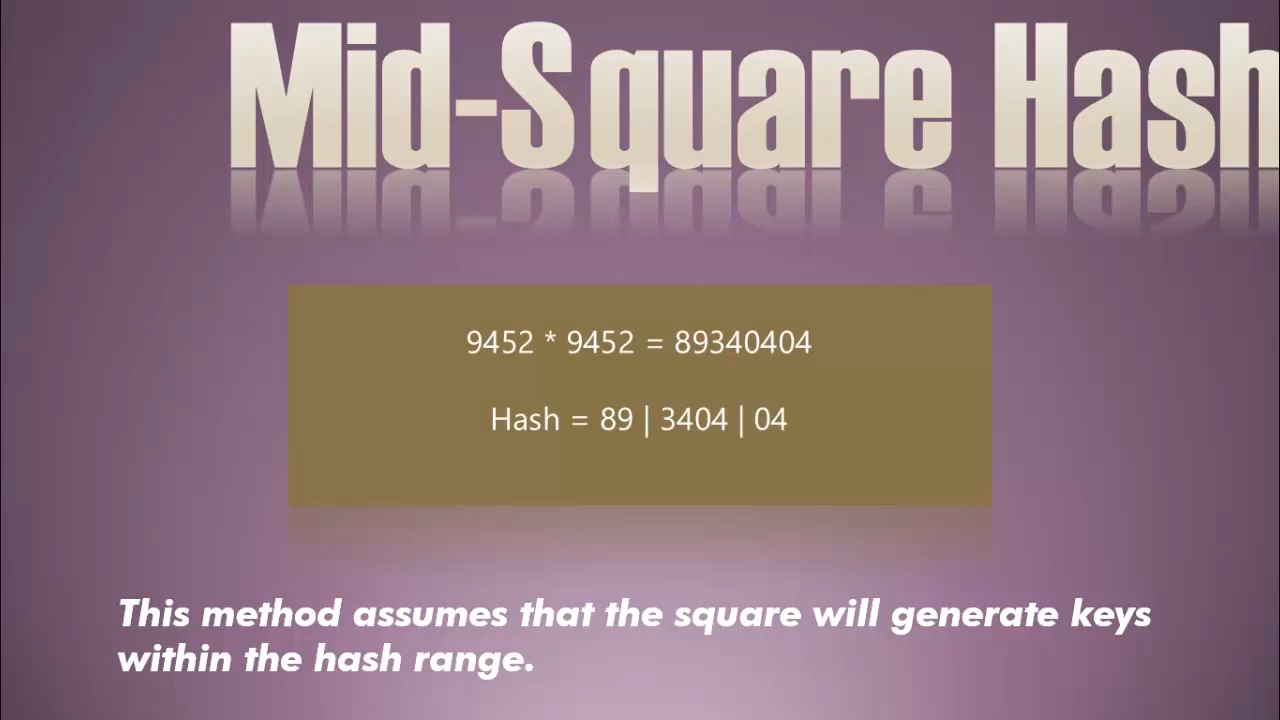 Mid-Square Hash
9452 * 9452 = 89340404
Hash = 89 | 3404 | 04
This method assumes that the square will generate keys
within the hash range.